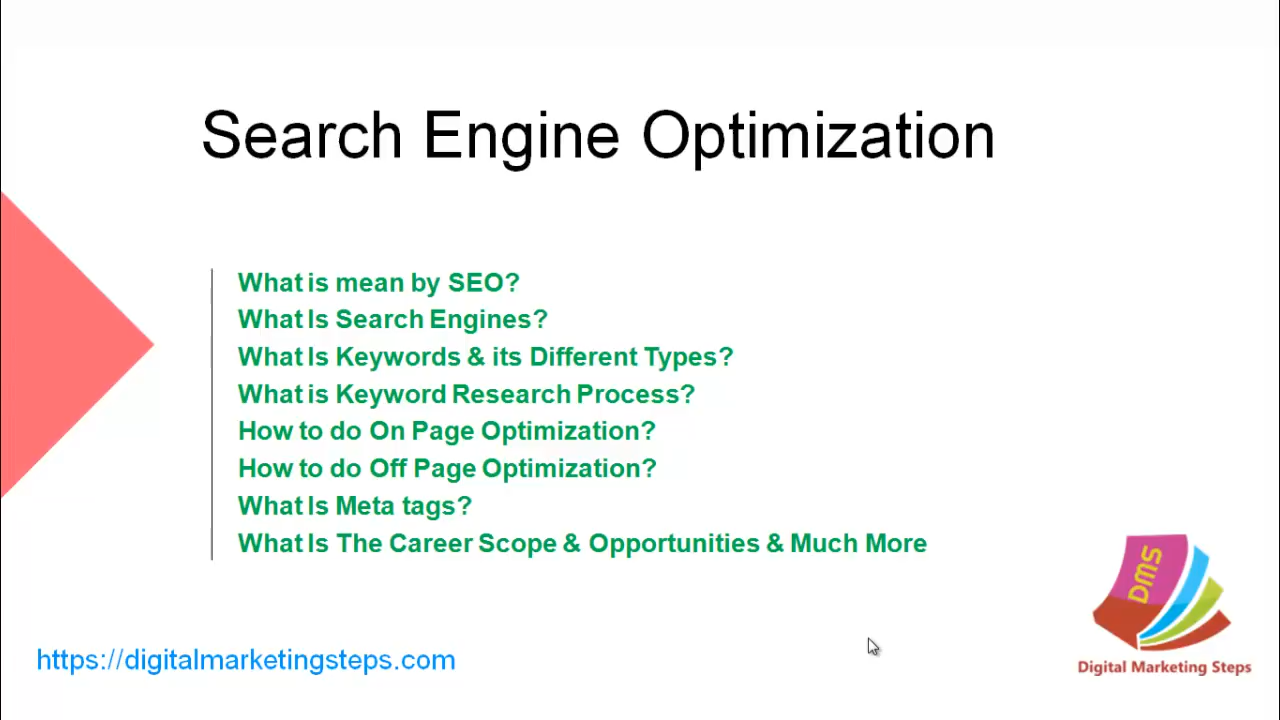 Search Engine Optimization
What is mean by SEO?
What Is Search Engines?
What Is Keywords & its Different Types?
What is Keyword Research Process?
How to do On Page Optimization?
How to do Off Page Optimization?
What Is Meta tags?
What Is The Career Scope & Opportunities & Much More
DMS
Digital Marketing Steps
https://digitalmarketingsteps.com